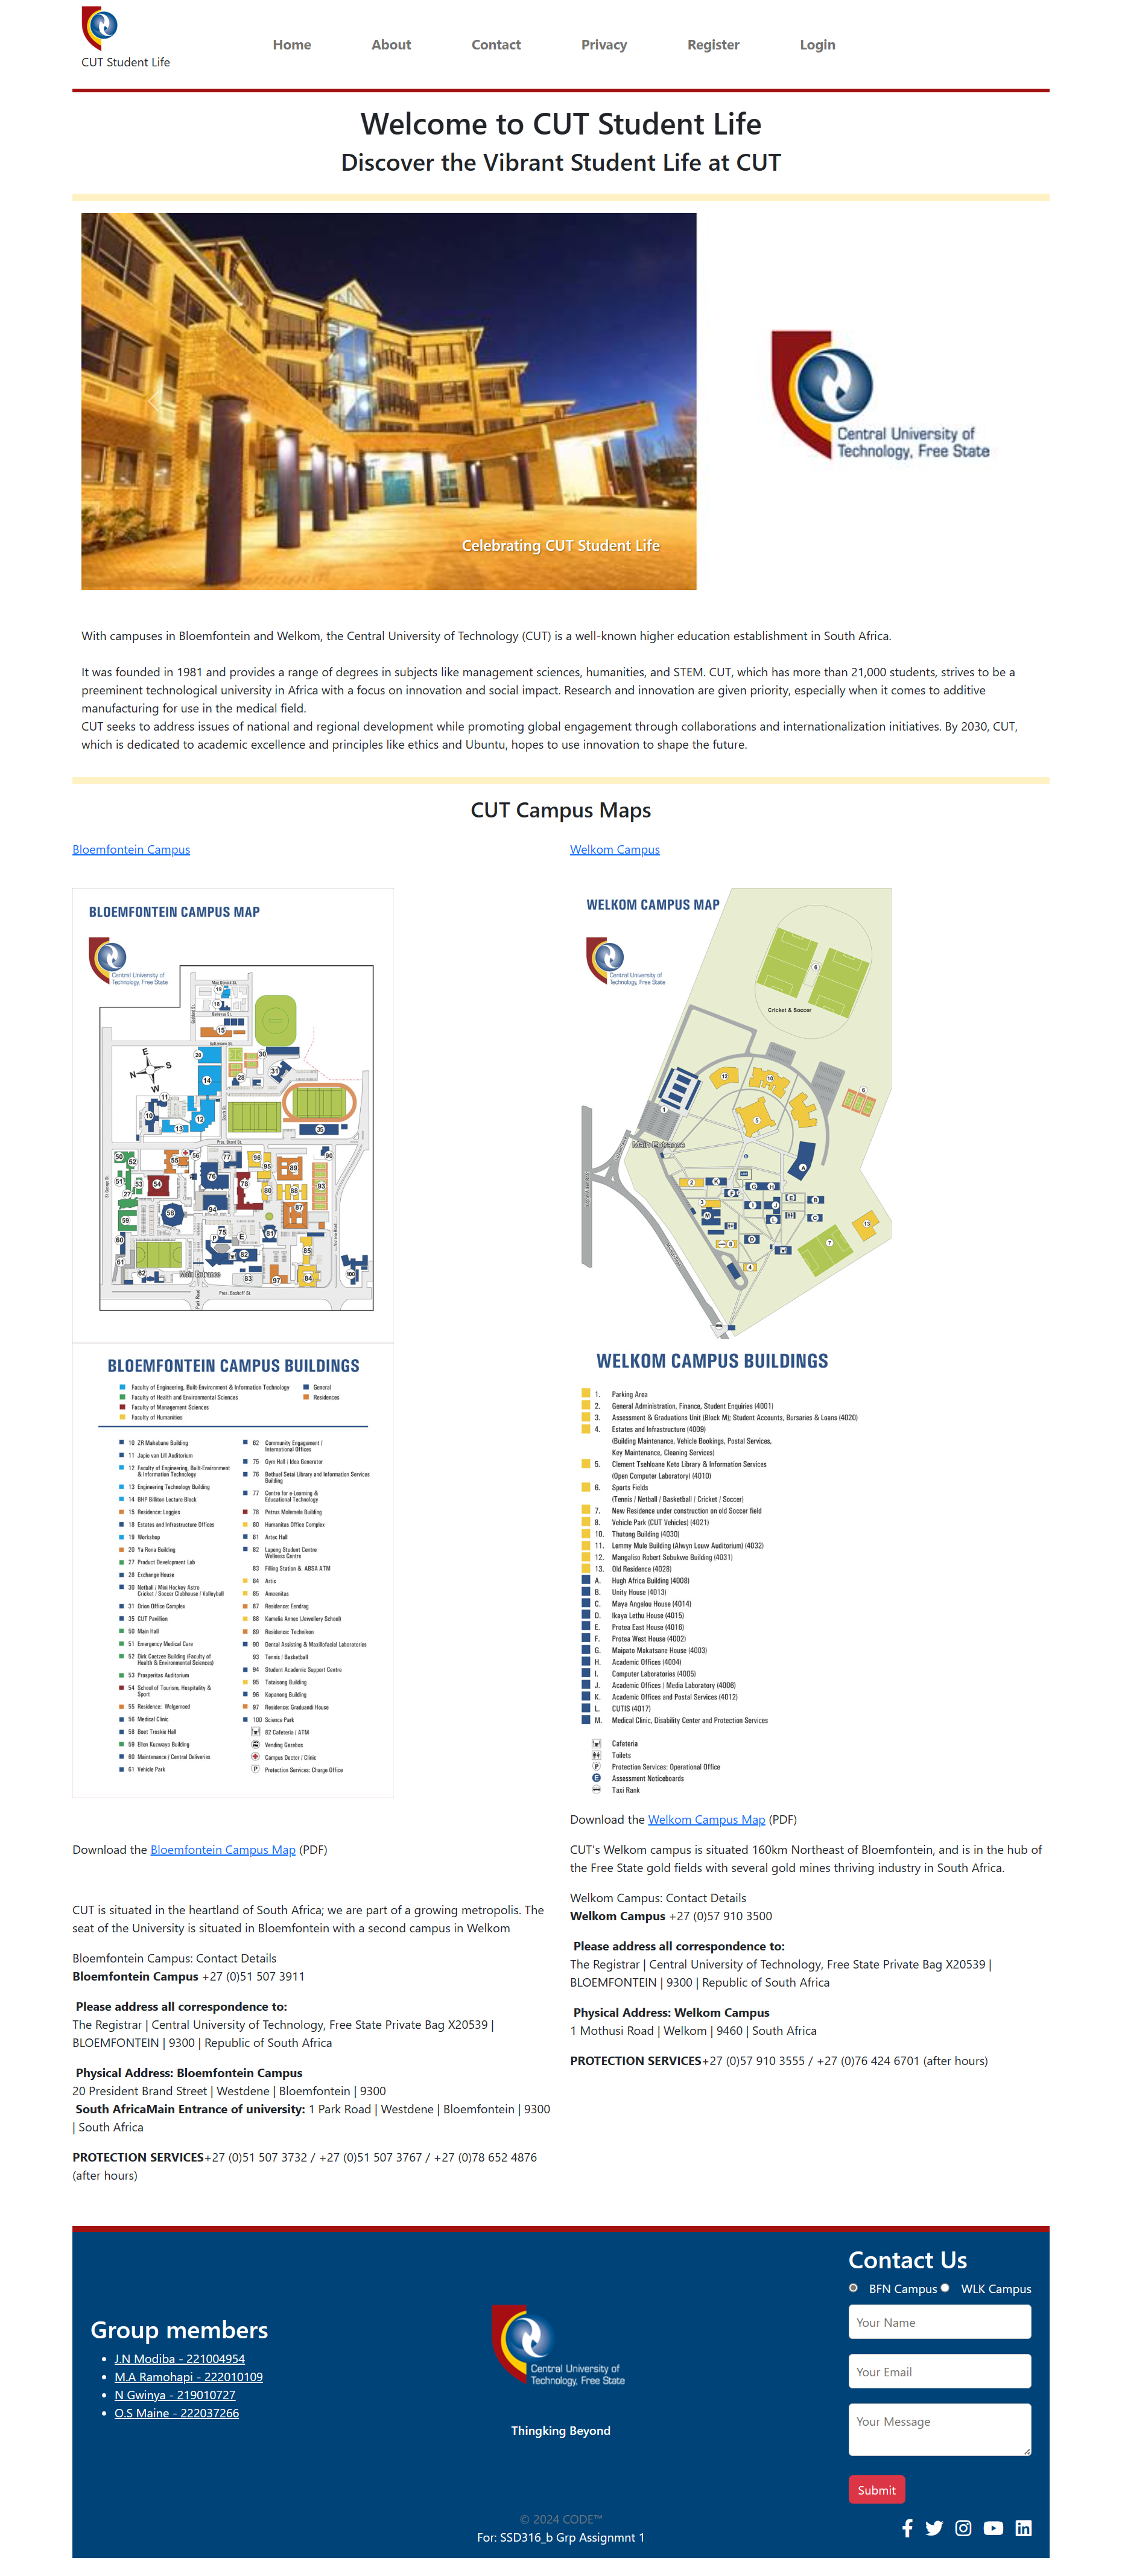 CUT Student Life
Home
About
Contact
Privacy
Register
Login
Welcome to CUT Student Life
Discover the Vibrant Student Life at CUT
Celebrating CUT Student Life
Central University of
Technology, Free State
With campuses in Bloemfontein and Welkom, the Central University of Technology (CUT) is a well-known higher education establishment in South Africa.
It was founded in 1981 and provides a range of degrees in subjects like management sciences, humanities, and STEM. CUT, which has more than 21,000 students, strives to be a
preeminent technological university in Africa with a focus on innovation and social impact. Research and innovation are given priority, especially when it comes to additive
manufacturing for use in the medical field.
CUT seeks to address issues of national and regional development while promoting global engagement through collaborations and internationalization initiatives. By 2030, CUT,
which is dedicated to academic excellence and principles like ethics and Ubuntu, hopes to use innovation to shape the future.
CUT Campus Maps
Bloemfontein Campus
BLOEMFONTEIN CAMPUS MAP
Central University of
Technology, Free State
Main Entrance
BLOEMFONTEIN CAMPUS BUILDINGS
Faculty of Engineering, Built-Environment & Information Technology
Faculty of Health and Environmental Sciences
Faculty of Management Sciences
Faculty of Humanities
General
Residences
10 ZR Mahabane Building
11 Japie van Lill Auditorium
12 Faculty of Engineering, Built-Environment
& Information Technology
13 Engineering Technology Building
14 BHP Billiton Lecture Block
15 Residence: Loggies
18 Estates and Infrastructure Offices
19 Workshop
20 Ya Rona Building
27 Product Development Lab
28 Exchange House
30 Netball / Mini Hockey Astro
Cricket / Soccer Clubhouse / Volleyball
31 Orion Office Complex
35 CUT Pavillion
50 Main Hall
51 Emergency Medical Care
52 Dirk Coetzee Building (Faculty of
Health & Environmental Sciences)
53 Prosperitas Auditorium
54 School of Tourism, Hospitality &
Sport
55 Residence: Welgemoed
56 Medical Clinic
58 Boet Troskie Hall
59 Ellen Kuzwayo Building
60 Maintenance / Central Deliveries
61 Vehicle Park
62 Community Engagement /
International Offices
75 Gym Hall / Idea Generator
76 Bethuel Setai Library and Information Services
Building
77 Centre for e-Learning &
Educational Technology
78 Petrus Molemela Building
80 Humanitas Office Complex
81 Artec Hall
82 Lapeng Student Centre
Wellness Centre
83 Filling Station & ABSA ATM
84 Artis
85 Amoenitas
87 Residence: Eendrag
88 Kamelia Annex (Jewellery School)
89 Residence: Technikon
90 Dental Assisting & Maxillofacial Laboratories
93 Tennis / Basketball
94 Student Academic Support Centre
95 Tataisong Building
96 Kopanong Building
97 Residence: Graduandi House
100 Science Park
82 Cafeteria / ATM
Vending Gazebos
Campus Doctor / Clinic
P Protection Services: Charge Office
Download the Bloemfontein Campus Map (PDF)
CUT is situated in the heartland of South Africa; we are part of a growing metropolis. The
seat of the University is situated in Bloemfontein with a second campus in Welkom
Bloemfontein Campus: Contact Details
Bloemfontein Campus +27 (0)51 507 3911
Please address all correspondence to:
The Registrar | Central University of Technology, Free State Private Bag X20539 |
BLOEMFONTEIN | 9300 | Republic of South Africa
Physical Address: Bloemfontein Campus
20 President Brand Street | Westdene | Bloemfontein | 9300
South AfricaMain Entrance of university: 1 Park Road | Westdene | Bloemfontein | 9300
| South Africa
PROTECTION SERVICES+27 (0)51 507 3732 / +27 (0)51 507 3767 / +27 (0)78 652 4876
(after hours)
Welkom Campus
WELKOM CAMPUS MAP
Central University of
Technology, Free State
Cricket & Soccer
Main Entrance
WELKOM CAMPUS BUILDINGS
1. Parking Area
2. General Administration, Finance, Student Enquiries (4001)
3. Assessment & Graduations Unit (Block M); Student Accounts, Bursaries & Loans (4020)
4. Estates and Infrastructure (4009)
(Building Maintenance, Vehicle Bookings, Postal Services,
Key Maintenance, Cleaning Services)
5. Clement Tsehloane Keto Library & Information Services
(Open Computer Laboratory) (4010)
6. Sports Fields
(Tennis / Netball / Basketball / Cricket / Soccer)
7. New Residence under construction on old Soccer field
8. Vehicle Park (CUT Vehicles) (4021)
10. Thutong Building (4030)
11. Lemmy Mule Building (Alwyn Louw Auditorium) (4032)
12. Mangaliso Robert Sobukwe Building (4031)
13. Old Residence (4028)
A. Hugh Africa Building (4008)
B. Unity House (4013)
C. Maya Angelou House (4014)
D. Ikaya Lethu House (4015)
E. Protea East House (4016)
F. Protea West House (4002)
G. Maipato Makatsane House (4003)
H. Academic Offices (4004)
I. Computer Laboratories (4005)
J. Academic Offices / Media Laboratory (4006)
K. Academic Offices and Postal Services (4012)
L. CUTIS (4017)
M. Medical Clinic, Disability Center and Protection Services
Cafeteria
Toilets
P Protection Services: Operational Office
E Assessment Noticeboards
Taxi Rank
Download the Welkom Campus Map (PDF)
CUT's Welkom campus is situated 160km Northeast of Bloemfontein, and is in the hub of
the Free State gold fields with several gold mines thriving industry in South Africa.
Welkom Campus: Contact Details
Welkom Campus +27 (0)57 910 3500
Please address all correspondence to:
The Registrar | Central University of Technology, Free State Private Bag X20539 |
BLOEMFONTEIN | 9300 | Republic of South Africa
Physical Address: Welkom Campus
1 Mothusi Road | Welkom | 9460 | South Africa
PROTECTION SERVICES+27 (0)57 910 3555 / +27 (0)76 424 6701 (after hours)
Group members
J.N Modiba - 221004954
M.A Ramohapi - 222010109
N Gwinya - 219010727
O.S Maine - 222037266
Central University of
Technology, Free State
Thingking Beyond
Contact Us
BFN Campus
WLK Campus
Your Name
Your Email
Your Message
Submit
© 2024 CODE™
For: SSD316_b Grp Assignmnt 1